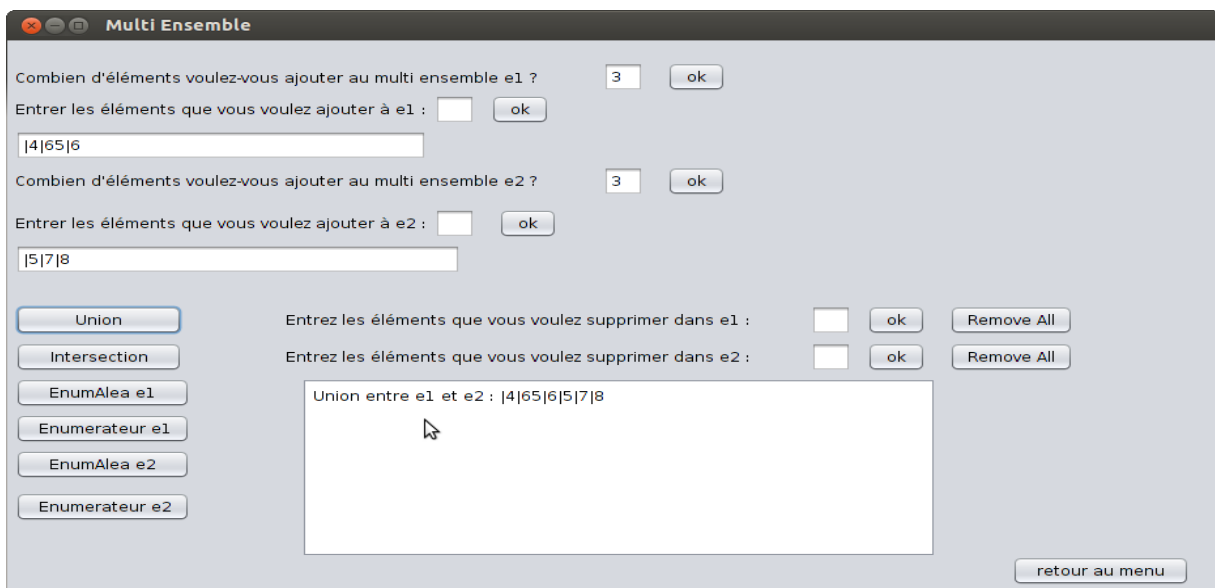 Multi Ensemble
Combien d'éléments voulez-vous ajouter au multi ensemble e1 ? 3 ok
Entrer les éléments que vous voulez ajouter à e1 : ok
|4|65|6
Combien d'éléments voulez-vous ajouter au multi ensemble e2 ? 3 ok
Entrer les éléments que vous voulez ajouter à e2 : ok
|5|7|8
Union Entrez les éléments que vous voulez supprimer dans e1 : ok Remove All
Intersection Entrez les éléments que vous voulez supprimer dans e2 : ok Remove All
EnumAlea e1
Union entre e1 et e2 : |4|65|6|5|7|8
Enumerateur e1
EnumAlea e2
Enumerateur e2
retour au menu